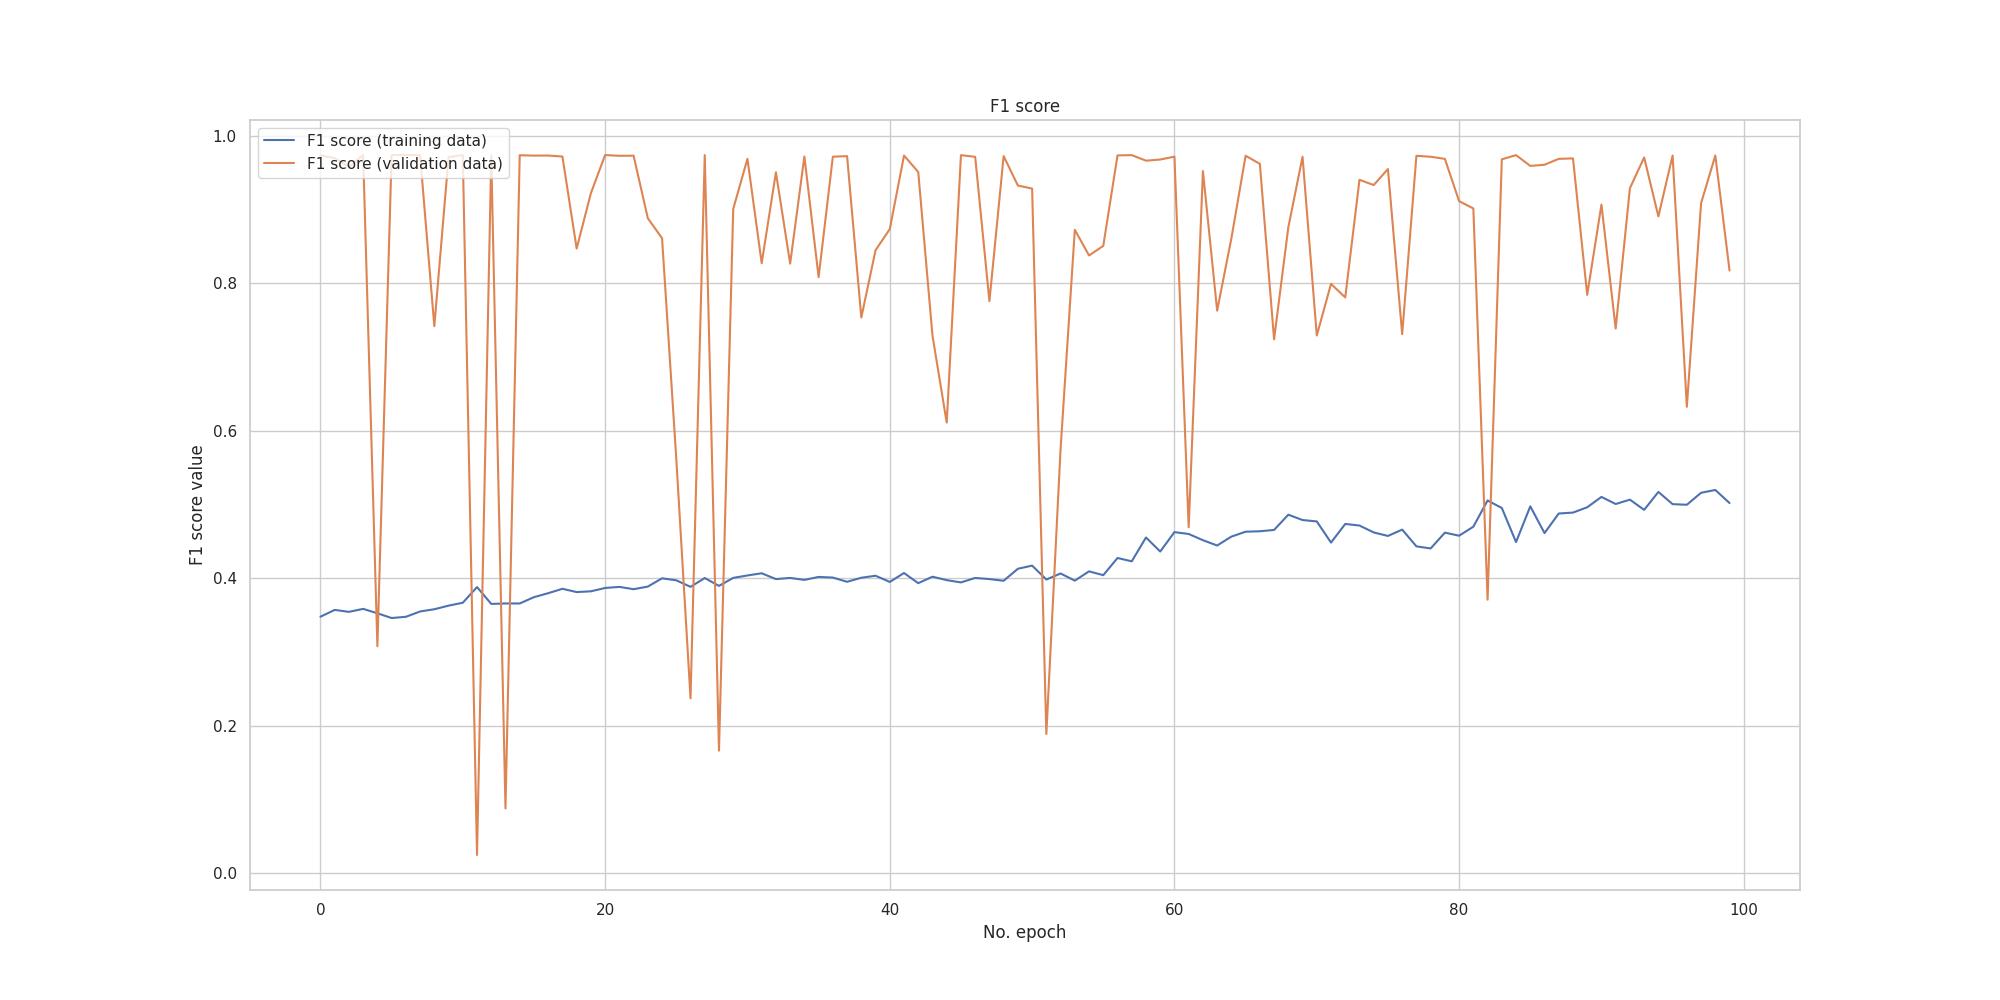 F1 score
F1 score (training data)
F1 score (validation data)
F1 score value
1.0
0.8
0.6
0.4
0.2
0.0
0 20 40 60 80 100
No. epoch